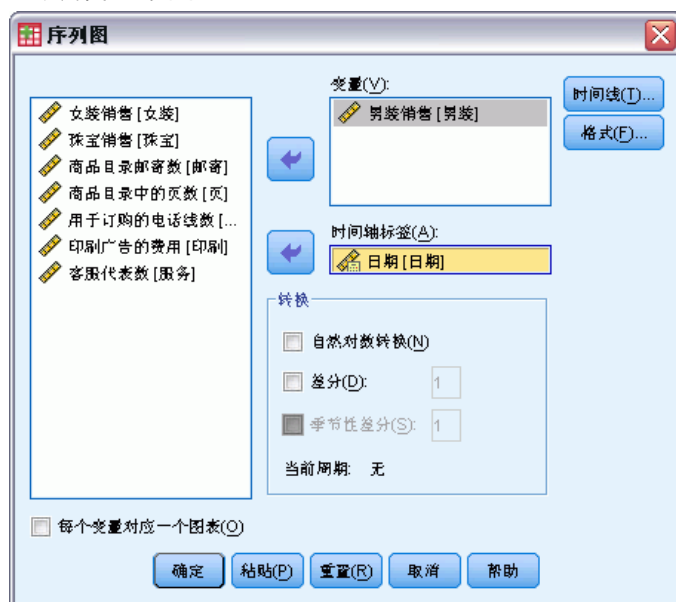 序列图
变量(V):
女装销售 [女装]
珠宝销售 [珠宝]
商品目录邮寄数 [邮寄]
商品目录中的页数 [页]
用于订购的电话线数 [...
印刷广告的费用 [印刷]
客服代表数 [服务]
男装销售 [男装]
时间线(T)...
格式(F)...
时间轴标签(A):
日期 [日期]
转换
自然对数转换(N)
差分(D): 1
季节性差分(S): 1
当前周期: 无
每个变量对应一个图表(O)
确定 粘贴(P) 重置(R) 取消 帮助